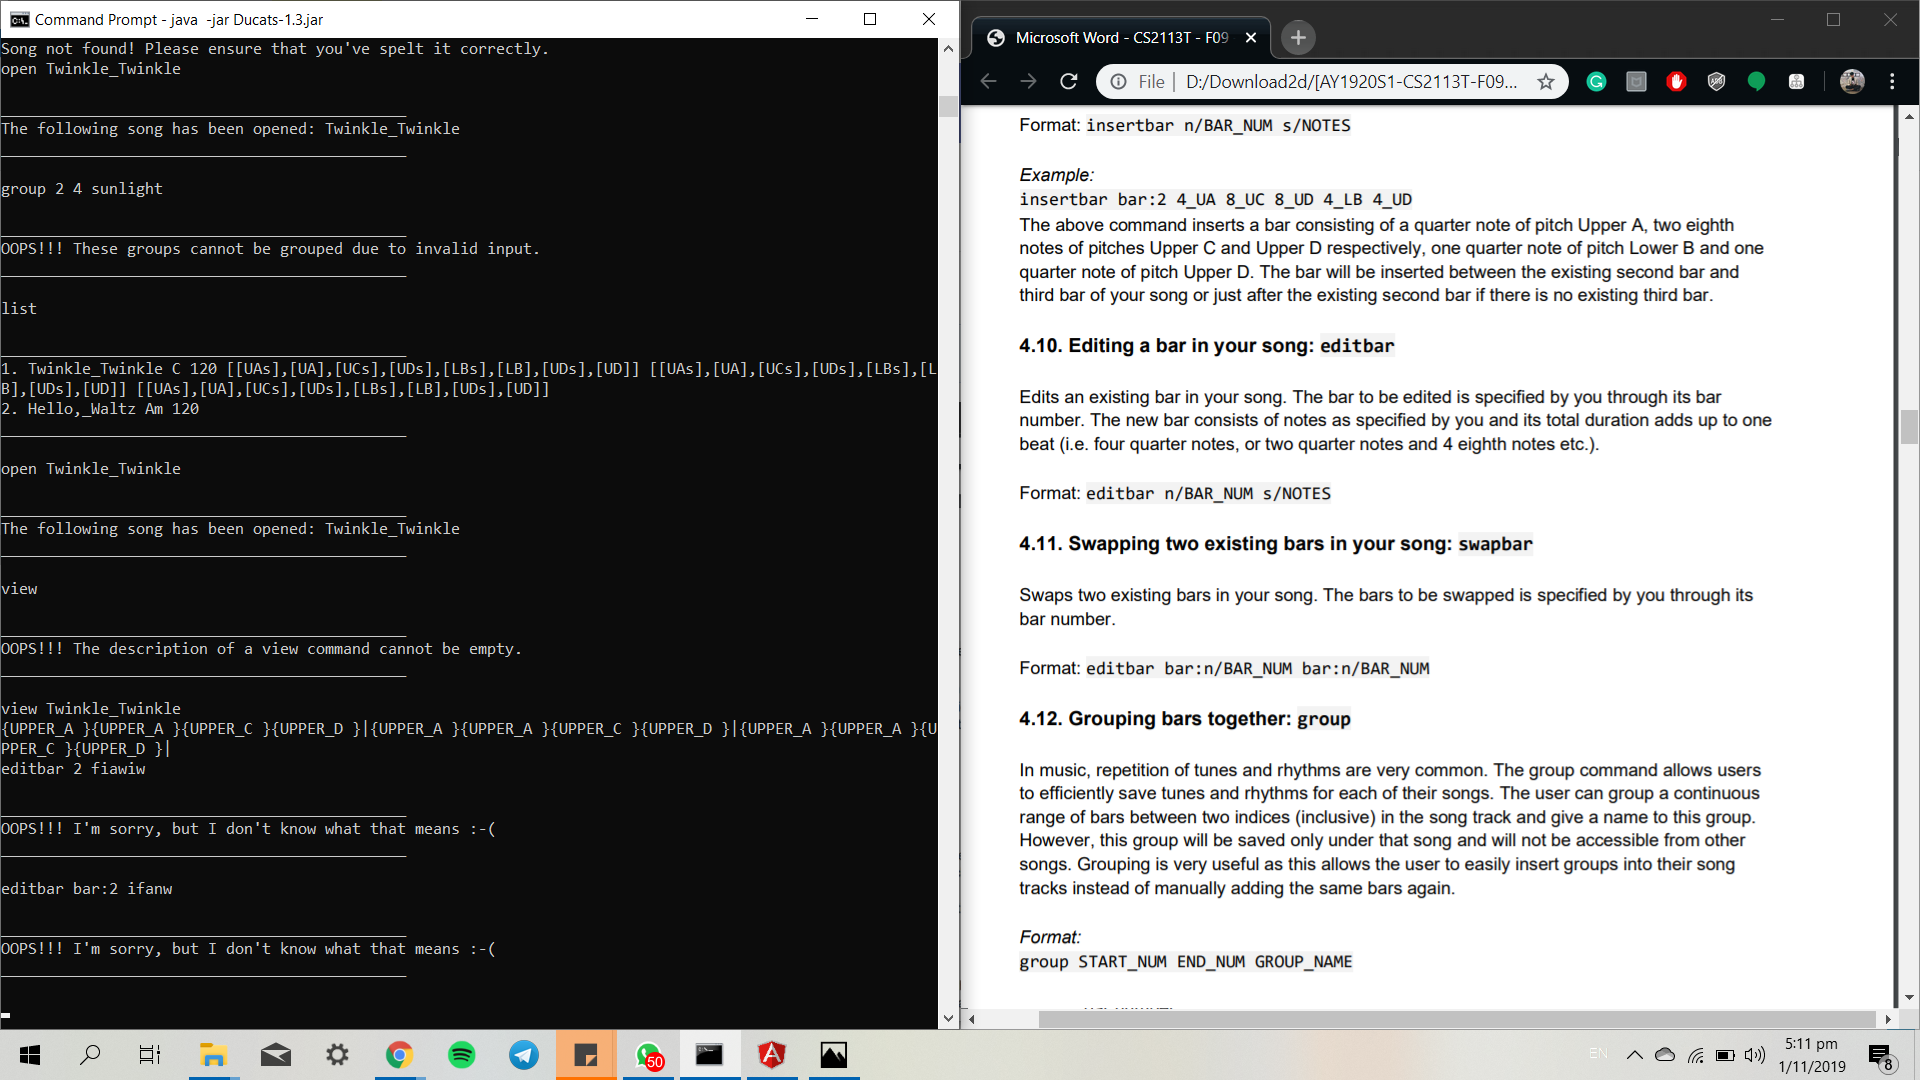 Command Prompt - java  -jar Ducats-1.3.jar
Song not found! Please ensure that you've spelt it correctly.
open Twinkle_Twinkle
The following song has been opened: Twinkle_Twinkle
group 2 4 sunlight
OOPS!!! These groups cannot be grouped due to invalid input.
list
1. Twinkle_Twinkle C 120 [[UAs],[UA],[UCs],[UDs],[LBs],[LB],[UDs],[UD]] [[UAs],[UA],[UCs],[UDs],[LBs],[L
B],[UDs],[UD]] [[UAs],[UA],[UCs],[UDs],[LBs],[LB],[UDs],[UD]]
2. Hello,_Waltz Am 120
open Twinkle_Twinkle
The following song has been opened: Twinkle_Twinkle
view
OOPS!!! The description of a view command cannot be empty.
view Twinkle_Twinkle
{UPPER_A }{UPPER_A }{UPPER_C }{UPPER_D }|{UPPER_A }{UPPER_A }{UPPER_C }{UPPER_D }|{UPPER_A }{UPPER_A }{U
PPER_C }{UPPER_D }|
editbar 2 fiawiw
OOPS!!! I'm sorry, but I don't know what that means :-(
editbar bar:2 ifanw
OOPS!!! I'm sorry, but I don't know what that means :-(
Microsoft Word - CS2113T - F09
File | D:/Download2d/[AY1920S1-CS2113T-F09...
Format: insertbar n/BAR_NUM s/NOTES
Example:
insertbar bar:2 4_UA 8_UC 8_UD 4_LB 4_UD
The above command inserts a bar consisting of a quarter note of pitch Upper A, two eighth
notes of pitches Upper C and Upper D respectively, one quarter note of pitch Lower B and one
quarter note of pitch Upper D. The bar will be inserted between the existing second bar and
third bar of your song or just after the existing second bar if there is no existing third bar.
4.10. Editing a bar in your song: editbar
Edits an existing bar in your song. The bar to be edited is specified by you through its bar
number. The new bar consists of notes as specified by you and its total duration adds up to one
beat (i.e. four quarter notes, or two quarter notes and 4 eighth notes etc.).
Format: editbar n/BAR_NUM s/NOTES
4.11. Swapping two existing bars in your song: swapbar
Swaps two existing bars in your song. The bars to be swapped is specified by you through its
bar number.
Format: editbar bar:n/BAR_NUM bar:n/BAR_NUM
4.12. Grouping bars together: group
In music, repetition of tunes and rhythms are very common. The group command allows users
to efficiently save tunes and rhythms for each of their songs. The user can group a continuous
range of bars between two indices (inclusive) in the song track and give a name to this group.
However, this group will be saved only under that song and will not be accessible from other
songs. Grouping is very useful as this allows the user to easily insert groups into their song
tracks instead of manually adding the same bars again.
Format:
group START_NUM END_NUM GROUP_NAME
50
EN
5:11 pm
1/11/2019
8